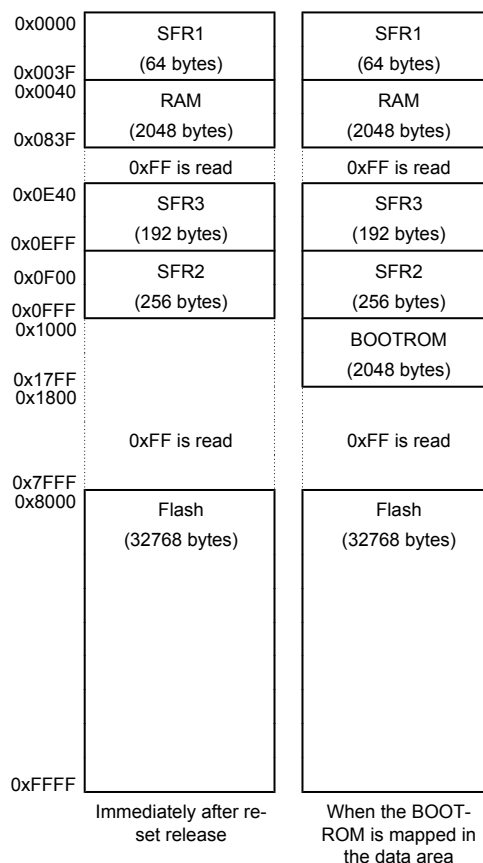 0x0000
SFR1
SFR1
(64 bytes)
(64 bytes)
0x003F
0x0040
RAM
RAM
(2048 bytes)
(2048 bytes)
0x083F
0xFF is read
0xFF is read
0x0E40
SFR3
SFR3
(192 bytes)
(192 bytes)
0x0EFF
0x0F00
SFR2
SFR2
(256 bytes)
(256 bytes)
0x0FFF
0x1000
BOOTROM
(2048 bytes)
0x17FF
0x1800
0xFF is read
0xFF is read
0x7FFF
0x8000
Flash
Flash
(32768 bytes)
(32768 bytes)
0xFFFF
Immediately after re-
set release
When the BOOT-
ROM is mapped in
the data area